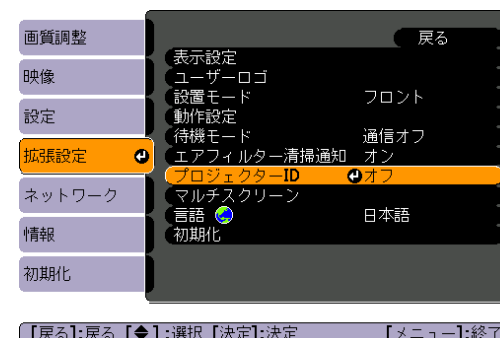 画質調整
映像
設定
拡張設定
ネットワーク
情報
初期化
戻る
表示設定
ユーザーロゴ
設置モード フロント
動作設定
待機モード 通信オフ
エアフィルター清掃通知 オン
プロジェクターID オフ
マルチスクリーン
言語 日本語
初期化
[戻る]:戻る [◆]:選択 [決定]:決定 [メニュー]:終了